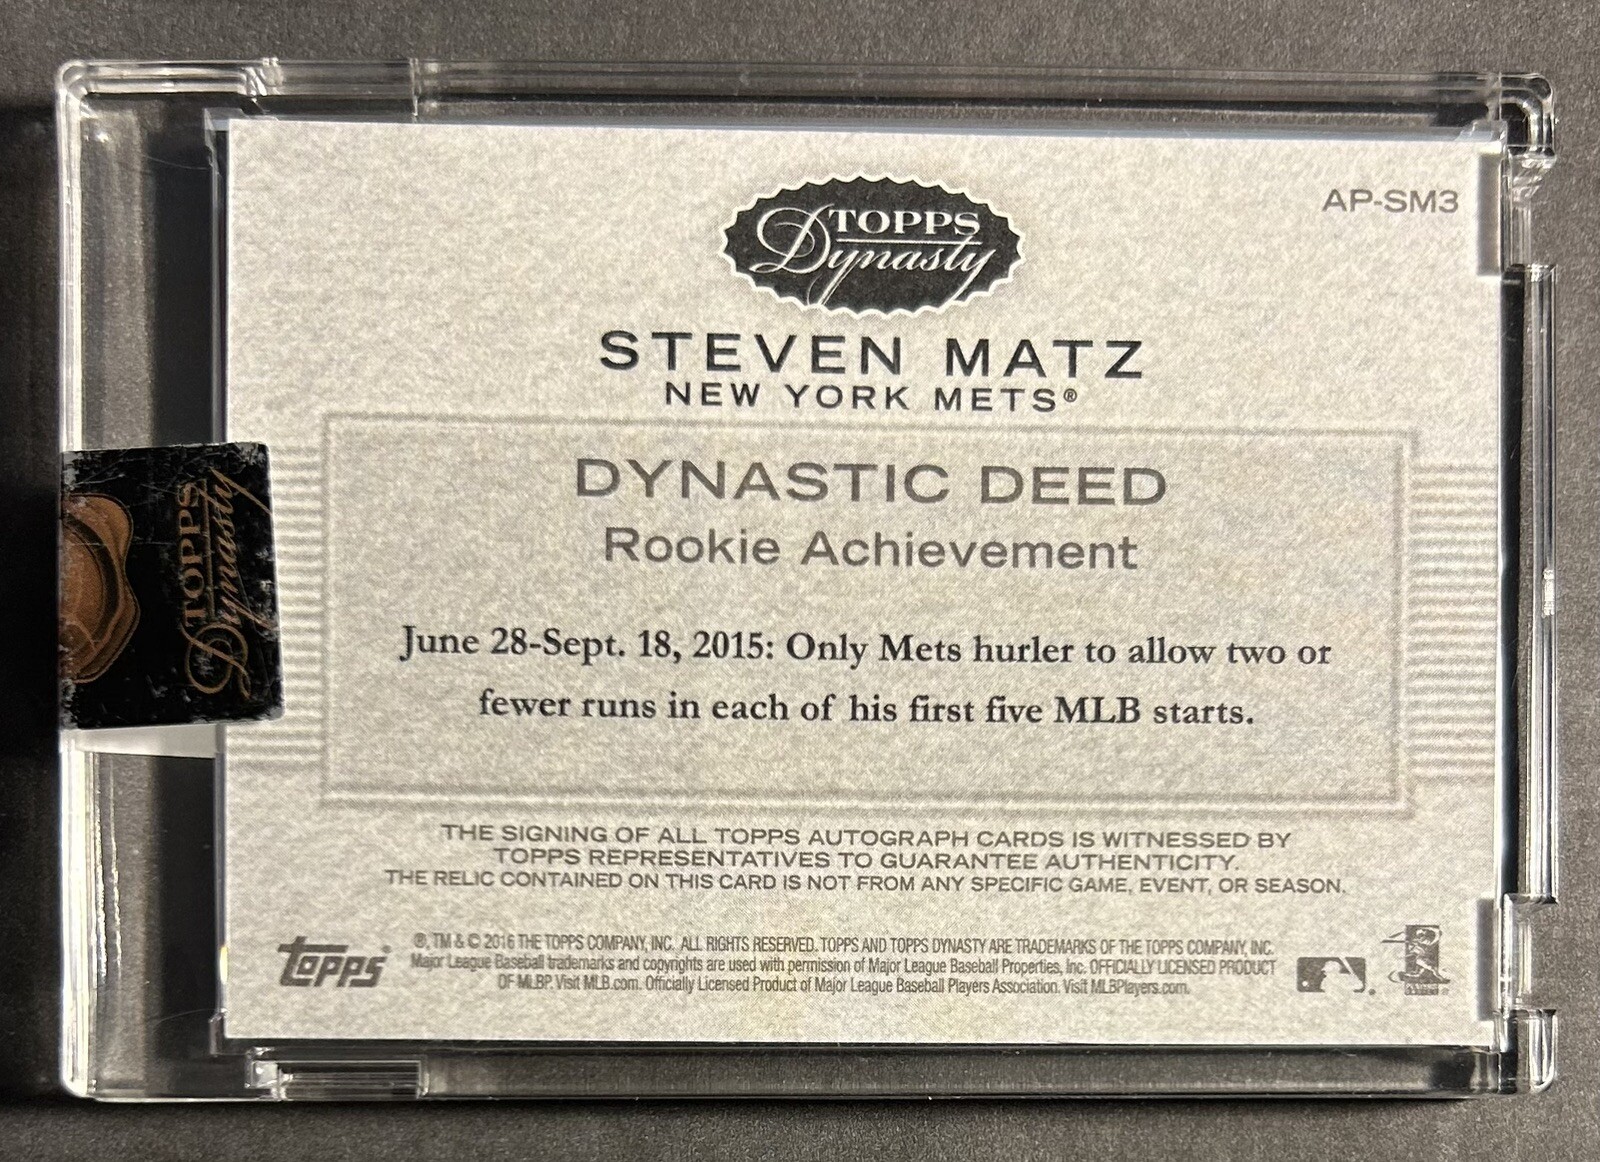 AP-SM3
TOPPS
Dynasty
STEVEN MATZ
NEW YORK METS®
DYNASTIC DEED
Rookie Achievement
June 28-Sept. 18, 2015: Only Mets hurler to allow two or
fewer runs in each of his first five MLB starts.
TOPPS
Dynasty
THE SIGNING OF ALL TOPPS AUTOGRAPH CARDS IS WITNESSED BY
TOPPS REPRESENTATIVES TO GUARANTEE AUTHENTICITY.
THE RELIC CONTAINED ON THIS CARD IS NOT FROM ANY SPECIFIC GAME, EVENT, OR SEASON.
topps®
®, TM & © 2016 THE TOPPS COMPANY, INC. ALL RIGHTS RESERVED. TOPPS AND TOPPS DYNASTY ARE TRADEMARKS OF THE TOPPS COMPANY, INC.
Major League Baseball trademarks and copyrights are used with permission of Major League Baseball Properties, Inc. OFFICIALLY LICENSED PRODUCT
OF MLBP. Visit MLB.com. Officially Licensed Product of Major League Baseball Players Association. Visit MLBPlayers.com.